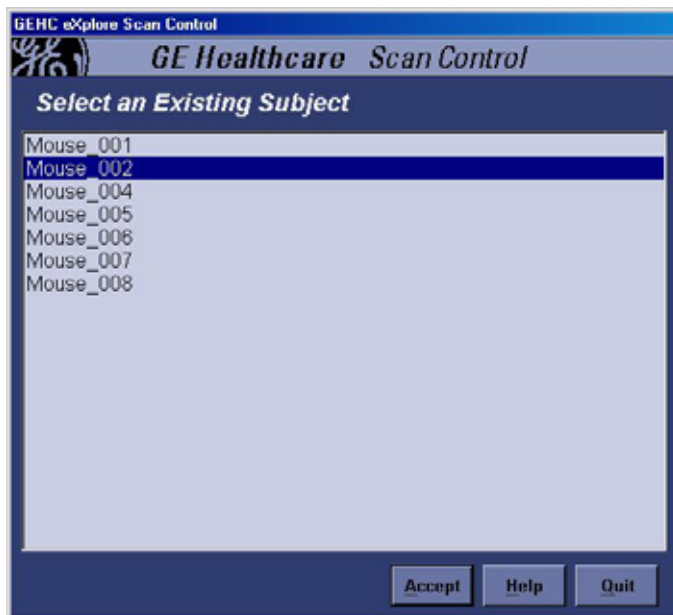 GEHC eXplore Scan Control
GE Healthcare Scan Control
Select an Existing Subject
Mouse_001
Mouse_002
Mouse_004
Mouse_005
Mouse_006
Mouse_007
Mouse_008
Accept Help Quit